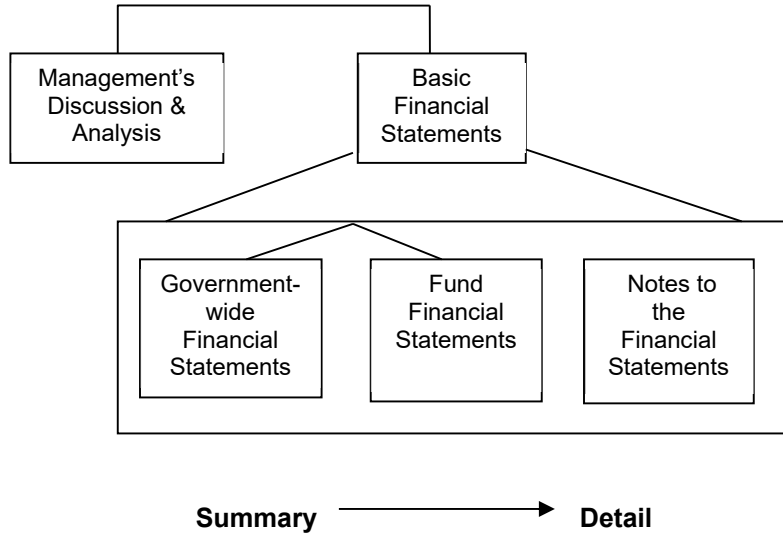 Management’s
Discussion &
Analysis
Basic
Financial
Statements
Government-
wide
Financial
Statements
Fund
Financial
Statements
Notes to
the
Financial
Statements
Summary
Detail